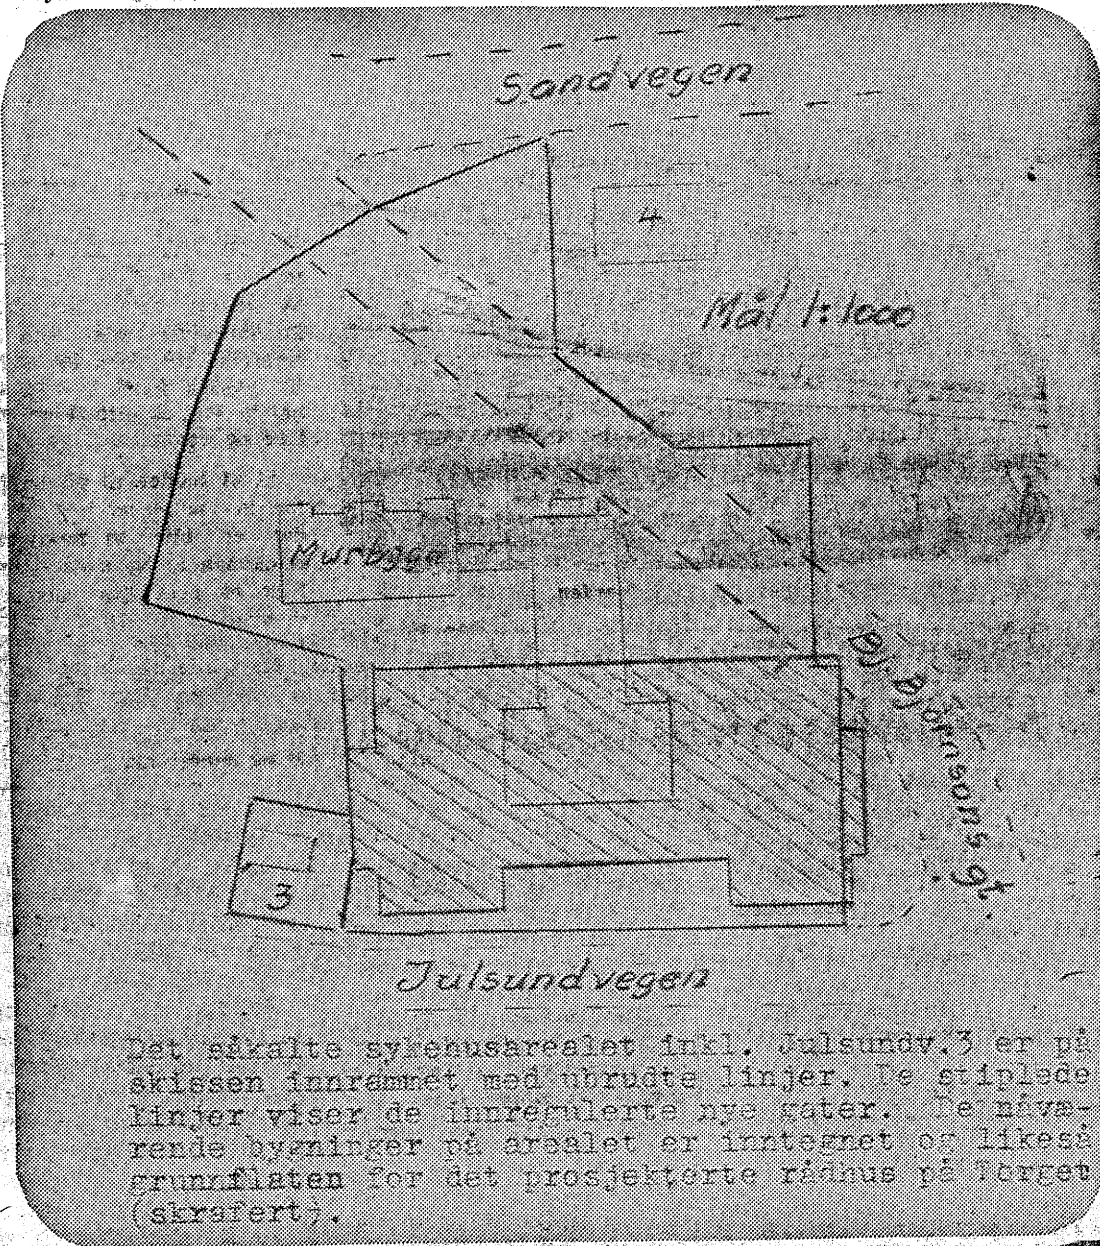 Sandvegen
4
Mål 1:1000
Murbygn
Bj Bjørnsons gt.
3
Julsundvegen
Det såkalte sykehusarealet inkl. Julsundv.3 er på
skissen innrammet med ubrudte linjer. De stiplede
linjer viser de innregulerte nye gater. De nåvæ-
rende bygninger på arealet er inntegnet og likeså
grunnflaten for det prosjekterte rådhus på Torget
(skrafert).